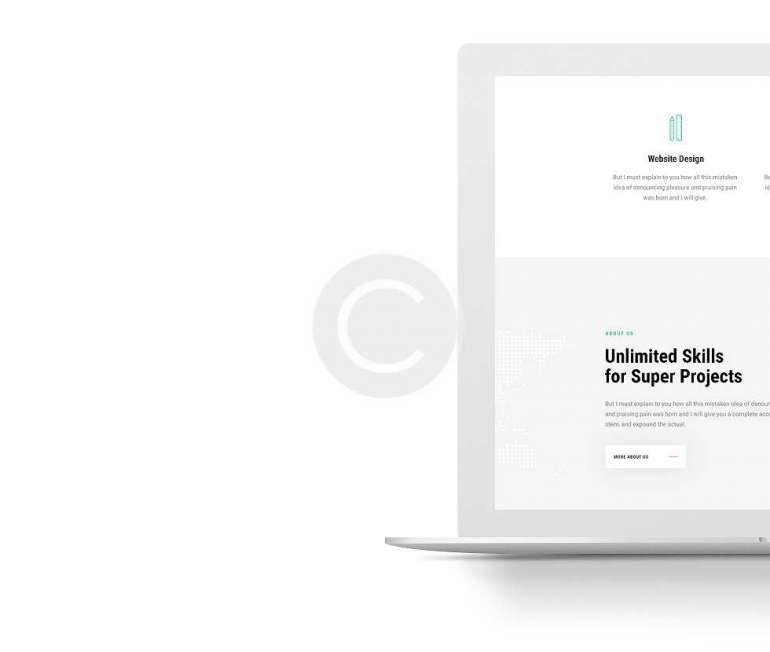 Website Design
But I must explain to you how all this mistaken
idea of denouncing pleasure and praising pain
was born and I will give.
ABOUT US
Unlimited Skills
for Super Projects
But I must explain to you how all this mistaken idea of
and praising pain was born and I will give you a complete
stem, and expound the actual.
MORE ABOUT US